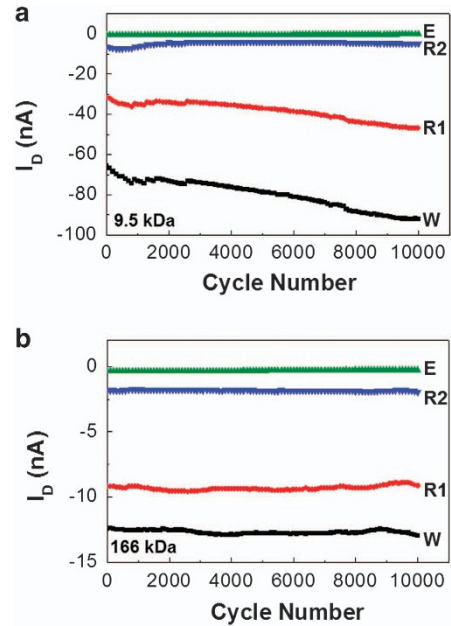 a
0
-20
-40
-60
-80
-100
I_D (nA)
E
R2
R1
W
9.5 kDa
0 2000 4000 6000 8000 10000
Cycle Number
b
0
-5
-10
-15
I_D (nA)
E
R2
R1
W
166 kDa
0 2000 4000 6000 8000 10000
Cycle Number